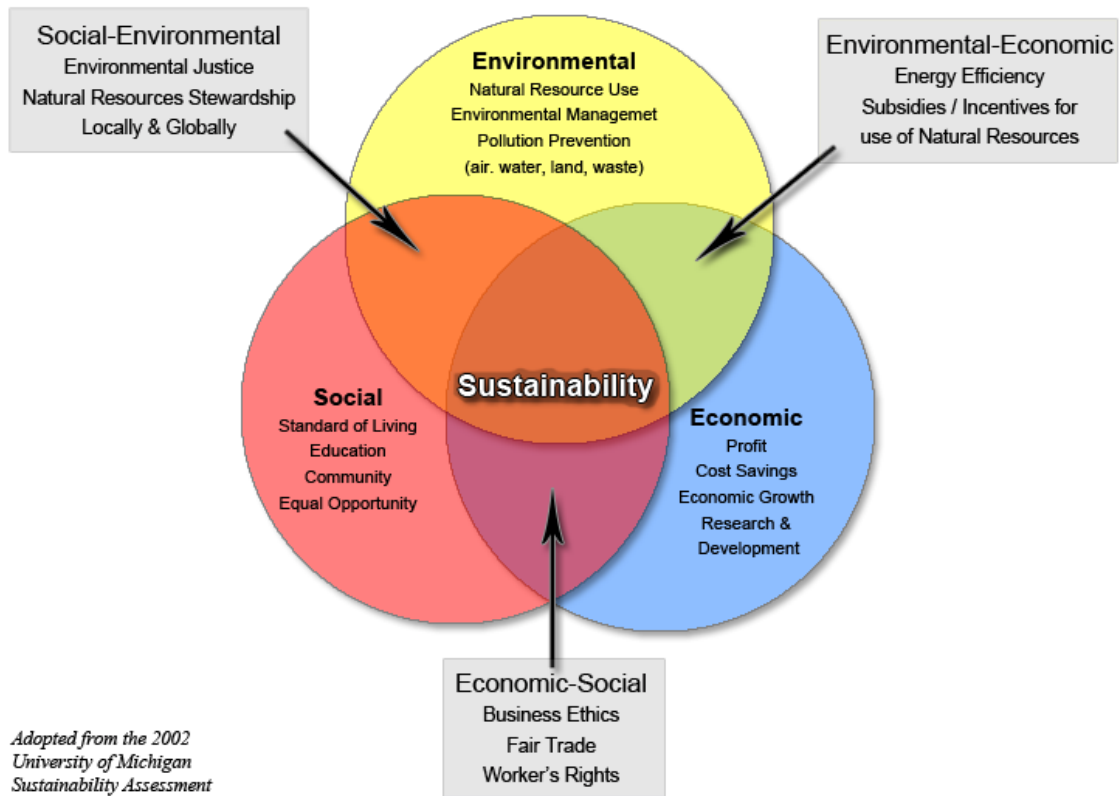 Social-Environmental
Environmental Justice
Natural Resources Stewardship
Locally & Globally
Environmental
Natural Resource Use
Environmental Managemet
Pollution Prevention
(air. water, land, waste)
Environmental-Economic
Energy Efficiency
Subsidies / Incentives for
use of Natural Resources
Sustainability
Social
Standard of Living
Education
Community
Equal Opportunity
Economic
Profit
Cost Savings
Economic Growth
Research &
Development
Economic-Social
Business Ethics
Fair Trade
Worker's Rights
Adopted from the 2002
University of Michigan
Sustainability Assessment